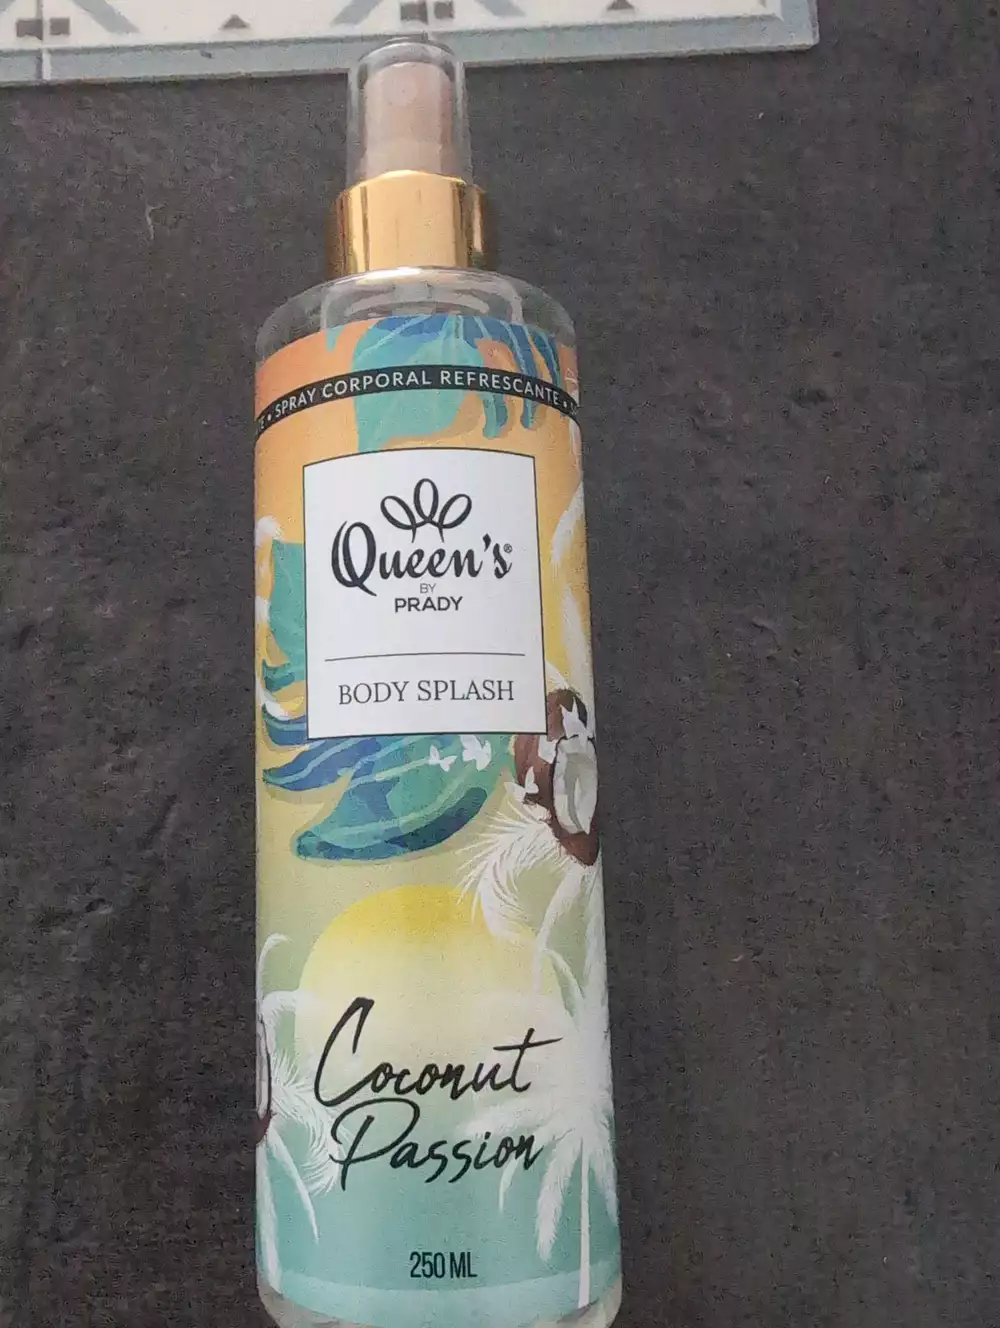 • SPRAY CORPORAL REFRESCANTE •
Queen's®
BY
PRADY
BODY SPLASH
Coconut
Passion
250 ML